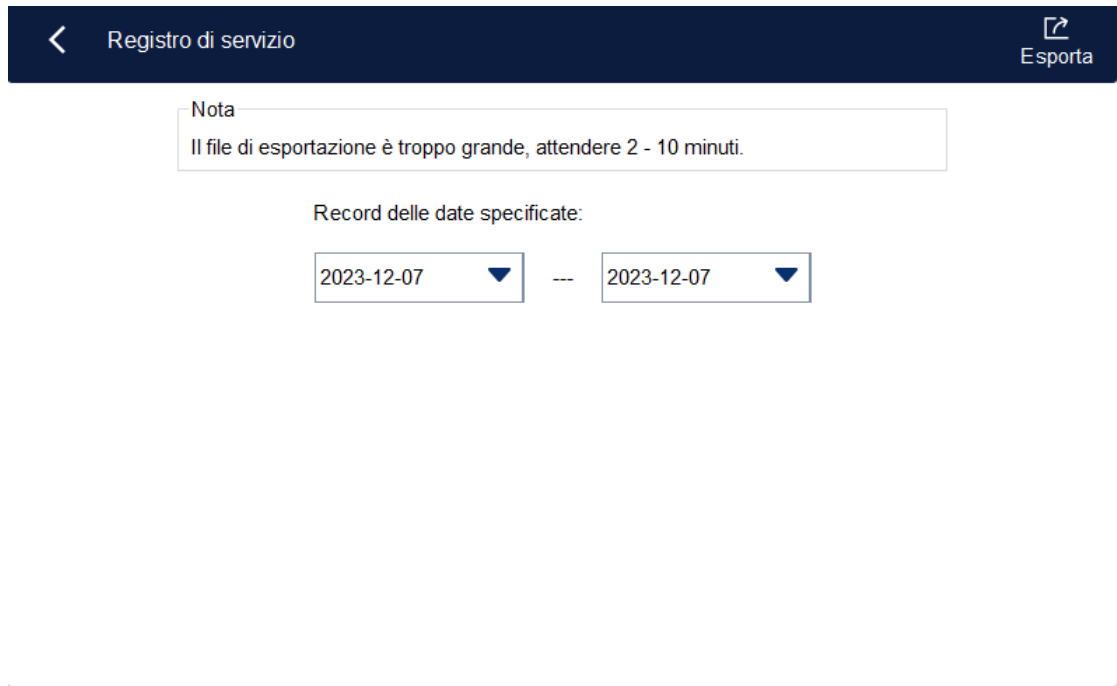 Registro di servizio
Esporta
Nota
Il file di esportazione è troppo grande, attendere 2 - 10 minuti.
Record delle date specificate:
2023-12-07 --- 2023-12-07